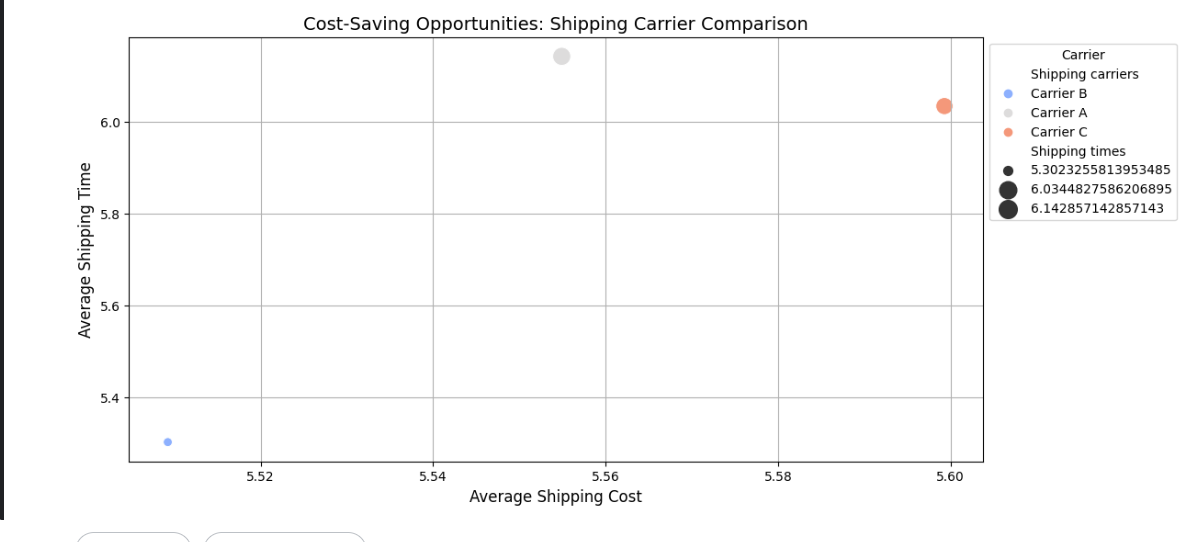 Cost-Saving Opportunities: Shipping Carrier Comparison
Average Shipping Time
6.0
5.8
5.6
5.4
5.52
5.54
5.56
5.58
5.60
Average Shipping Cost
Carrier
Shipping carriers
Carrier B
Carrier A
Carrier C
Shipping times
5.3023255813953485
6.0344827586206895
6.142857142857143